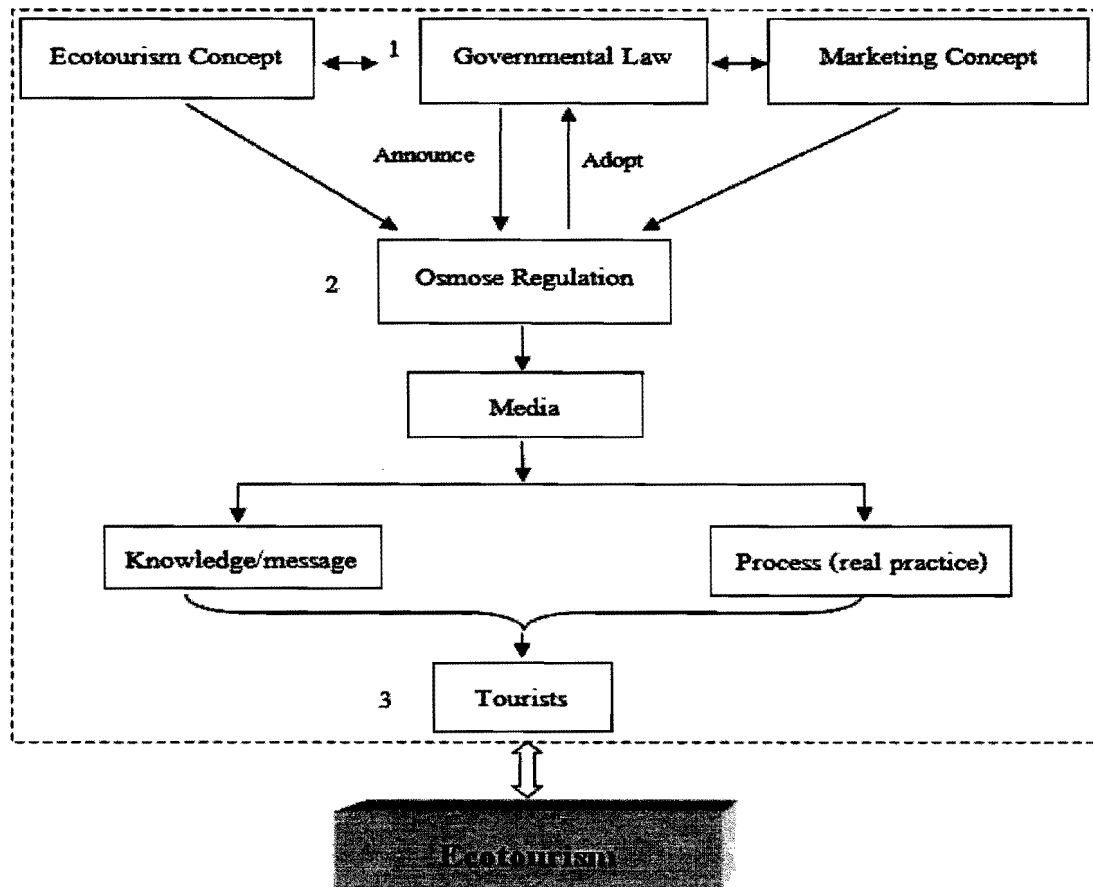 Ecotourism Concept
1
Governmental Law
Marketing Concept
Announce
Adopt
2
Osmose Regulation
Media
Knowledge/message
Process (real practice)
3
Tourists
Ecotourism